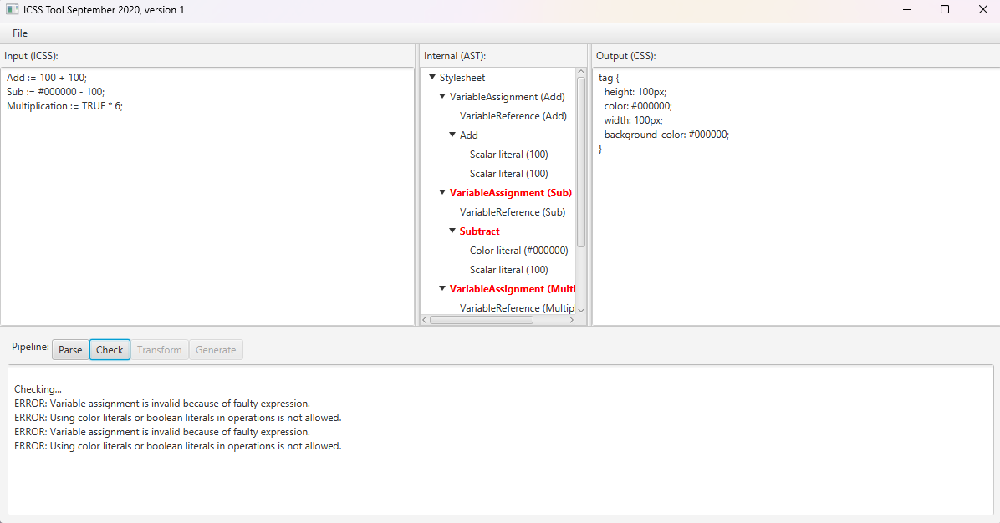 ICSS Tool September 2020, version 1
File
Input (ICSS):
Add := 100 + 100;
Sub := #000000 - 100;
Multiplication := TRUE * 6;
Internal (AST):
Stylesheet
VariableAssignment (Add)
VariableReference (Add)
Add
Scalar literal (100)
Scalar literal (100)
VariableAssignment (Sub)
VariableReference (Sub)
Subtract
Color literal (#000000)
Scalar literal (100)
VariableAssignment (Multi
VariableReference (Multip
Output (CSS):
tag {
height: 100px;
color: #000000;
width: 100px;
background-color: #000000;
}
Pipeline: Parse Check Transform Generate
Checking...
ERROR: Variable assignment is invalid because of faulty expression.
ERROR: Using color literals or boolean literals in operations is not allowed.
ERROR: Variable assignment is invalid because of faulty expression.
ERROR: Using color literals or boolean literals in operations is not allowed.